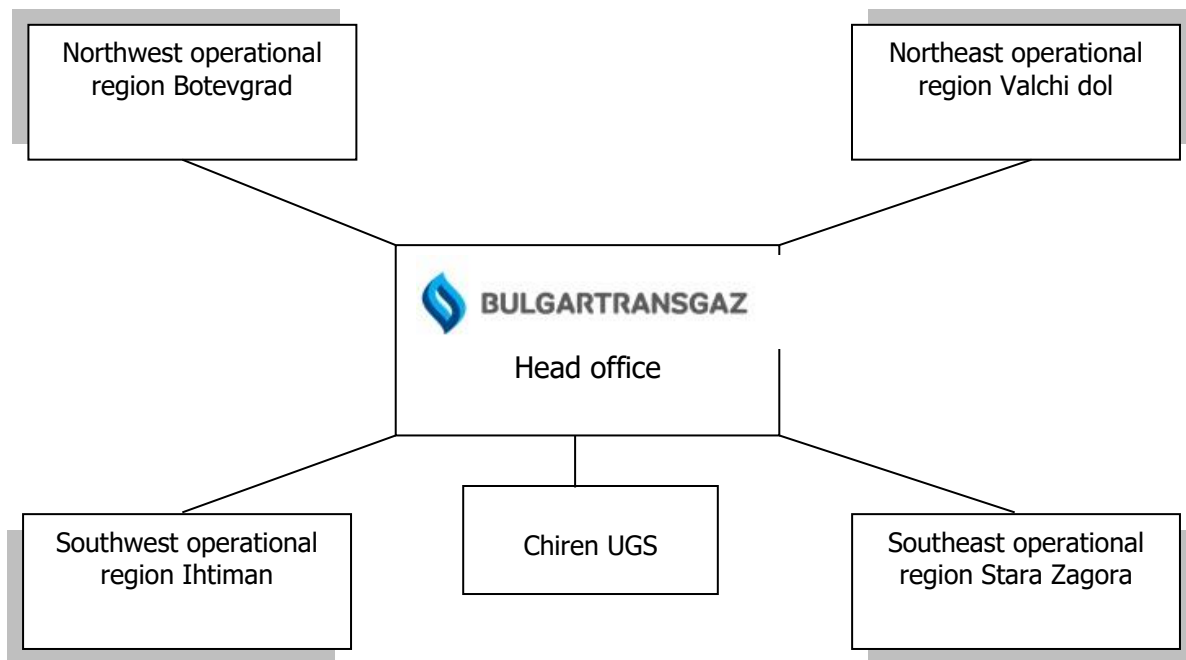 Northwest operational
region Botevgrad
Northeast operational
region Valchi dol
BULGARTRANSGAZ
Head office
Southwest operational
region Ihtiman
Chiren UGS
Southeast operational
region Stara Zagora